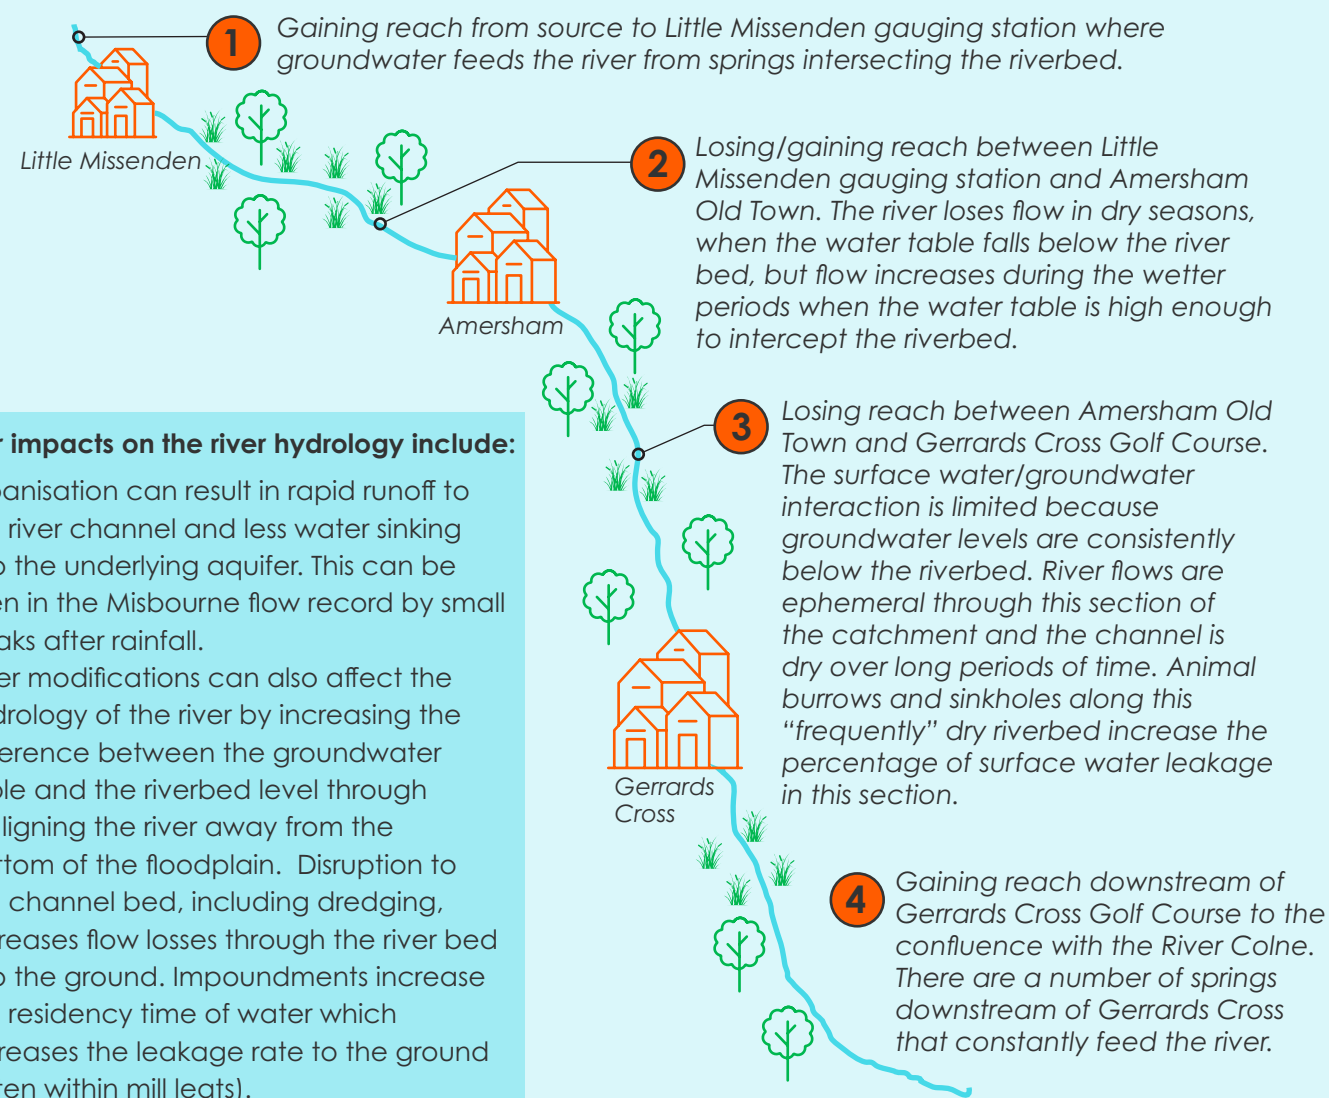 1
Gaining reach from source to Little Missenden gauging station where
groundwater feeds the river from springs intersecting the riverbed.
Little Missenden
2
Losing/gaining reach between Little
Missenden gauging station and Amersham
Old Town. The river loses flow in dry seasons,
when the water table falls below the river
bed, but flow increases during the wetter
periods when the water table is high enough
to intercept the riverbed.
Amersham
3
Losing reach between Amersham Old
Town and Gerrards Cross Golf Course.
The surface water/groundwater
interaction is limited because
groundwater levels are consistently
below the riverbed. River flows are
ephemeral through this section of
the catchment and the channel is
dry over long periods of time. Animal
burrows and sinkholes along this
“frequently” dry riverbed increase the
percentage of surface water leakage
in this section.
Gerrards
Cross
4
Gaining reach downstream of
Gerrards Cross Golf Course to the
confluence with the River Colne.
There are a number of springs
downstream of Gerrards Cross
that constantly feed the river.
impacts on the river hydrology include:
can result in rapid runoff to
river channel and less water sinking
the underlying aquifer. This can be
in the Misbourne flow record by small
after rainfall.
modifications can also affect the
of the river by increasing the
between the groundwater
and the riverbed level through
the river away from the
of the floodplain. Disruption to
channel bed, including dredging,
flow losses through the river bed
the ground. Impoundments increase
residency time of water which
the leakage rate to the ground
within mill leats).